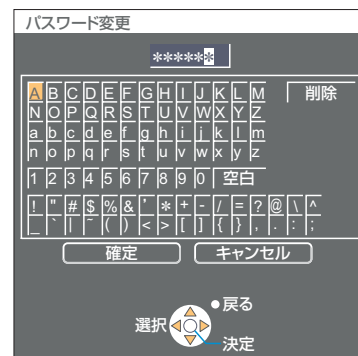 パスワード変更
******
A B C D E F G H I J K L M 削除
N O P Q R S T U V W X Y Z
a b c d e f g h i j k l m
n o p q r s t u v w x y z
1 2 3 4 5 6 7 8 9 0 空白
! " # $ % & ' * + - / = ? @ \ ^
_ ` | ~ ( ) < > [ ] { } , . : ;
確定 キャンセル
●戻る
選択
決定